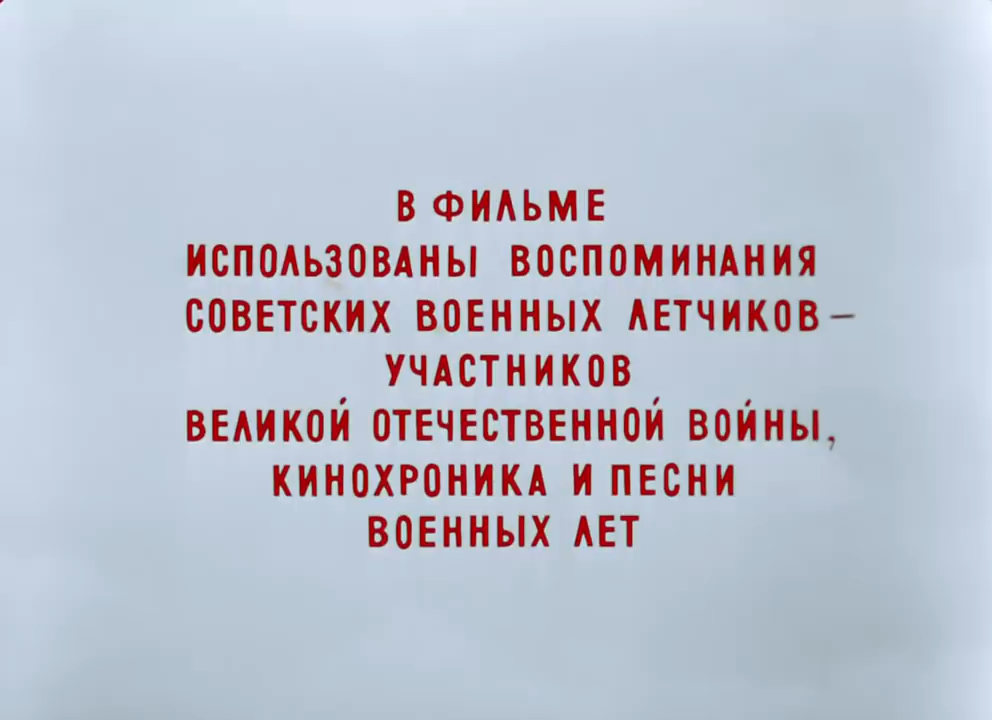 В ФИЛЬМЕ
ИСПОЛЬЗОВАНЫ ВОСПОМИНАНИЯ
СОВЕТСКИХ ВОЕННЫХ ЛЕТЧИКОВ —
УЧАСТНИКОВ
ВЕЛИКОЙ ОТЕЧЕСТВЕННОЙ ВОЙНЫ,
КИНОХРОНИКА И ПЕСНИ
ВОЕННЫХ ЛЕТ